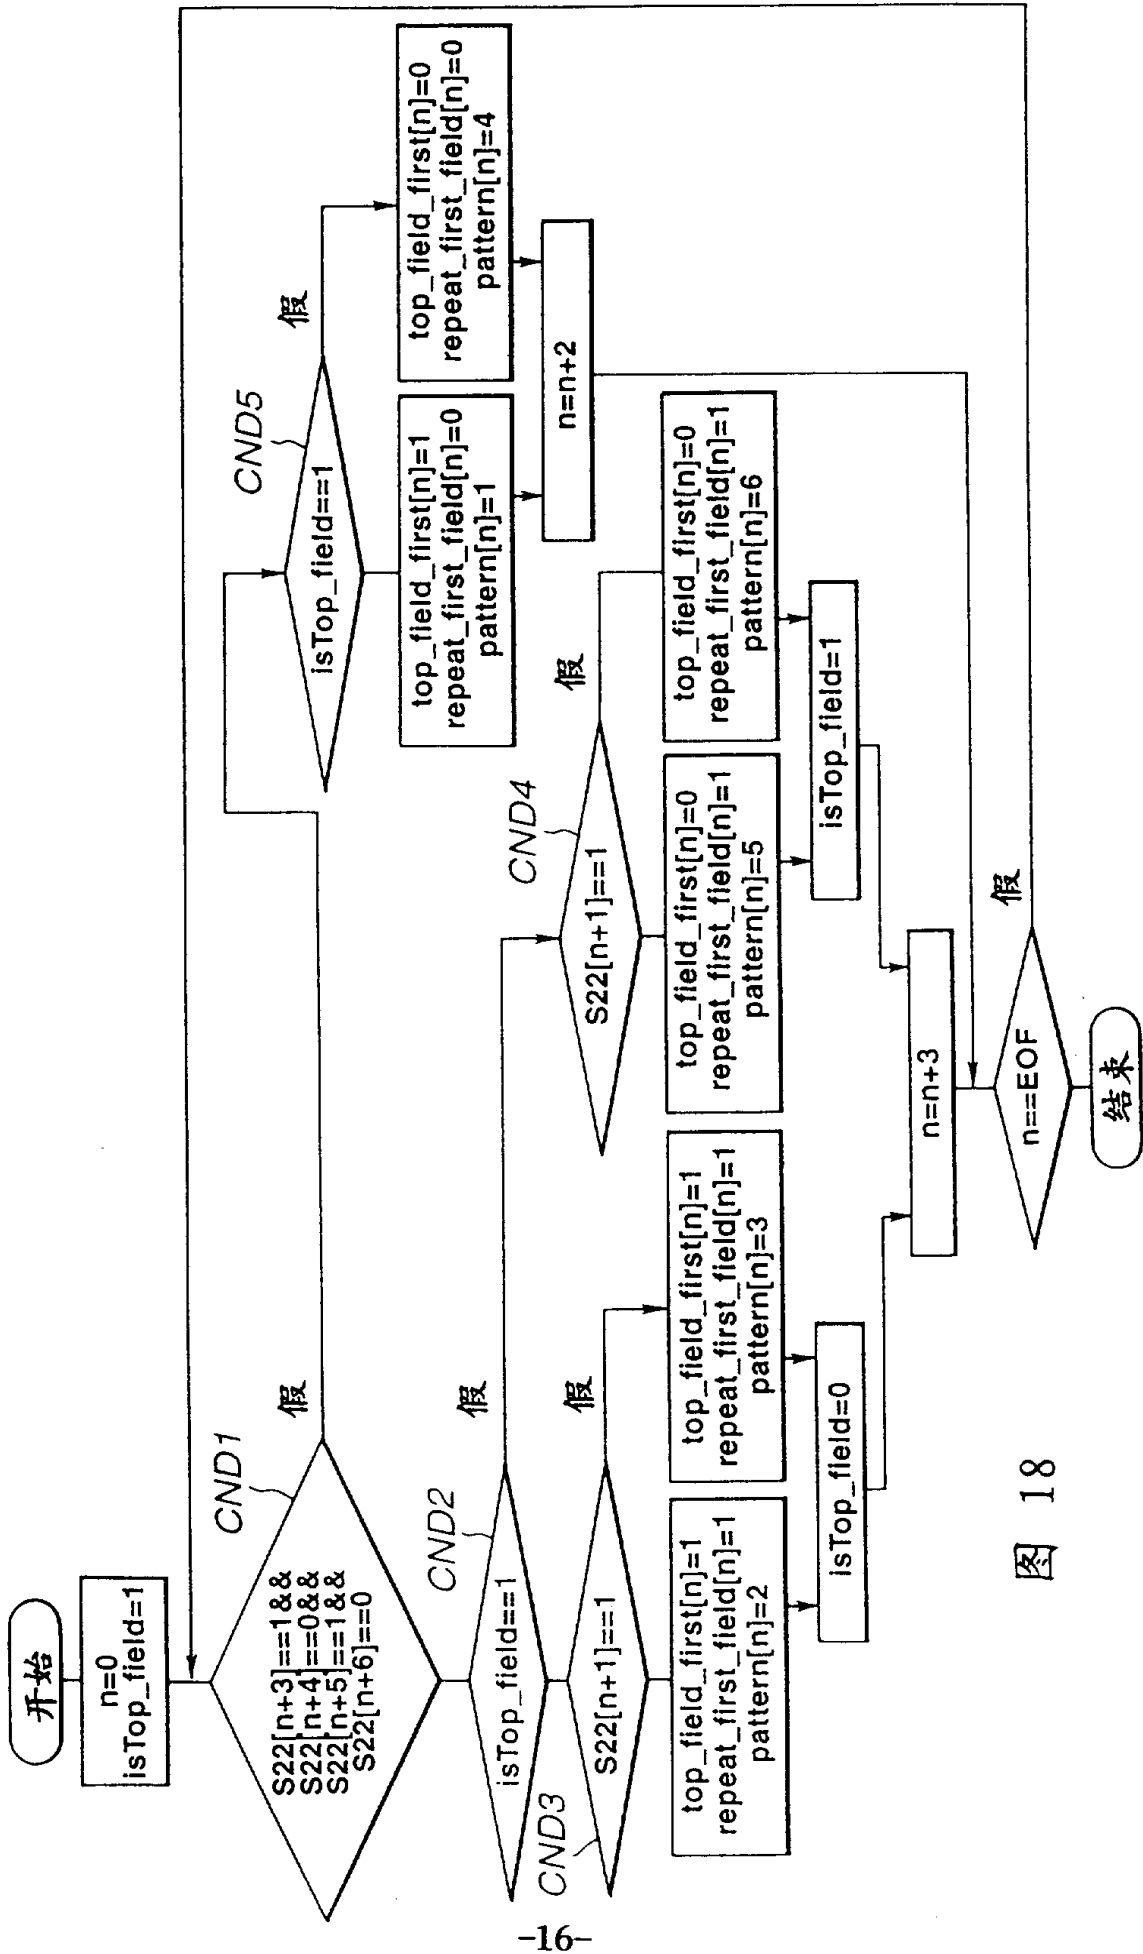 开始
n=0
isTop_field=1
CND1
S22[n+3]==1&&
S22[n+4]==0&&
S22[n+5]==1&&
S22[n+6]==0
假
CND2
isTop_field==1
假
CND3
S22[n+1]==1
假
top_field_first[n]=1
repeat_first_field[n]=1
pattern[n]=2
top_field_first[n]=1
repeat_first_field[n]=1
pattern[n]=3
isTop_field=0
CND4
S22[n+1]==1
假
top_field_first[n]=0
repeat_first_field[n]=1
pattern[n]=5
top_field_first[n]=0
repeat_first_field[n]=1
pattern[n]=6
isTop_field=1
CND5
isTop_field==1
假
top_field_first[n]=1
repeat_first_field[n]=0
pattern[n]=1
top_field_first[n]=0
repeat_first_field[n]=0
pattern[n]=4
n=n+2
n=n+3
n==EOF
假
结束
图 18
-16-